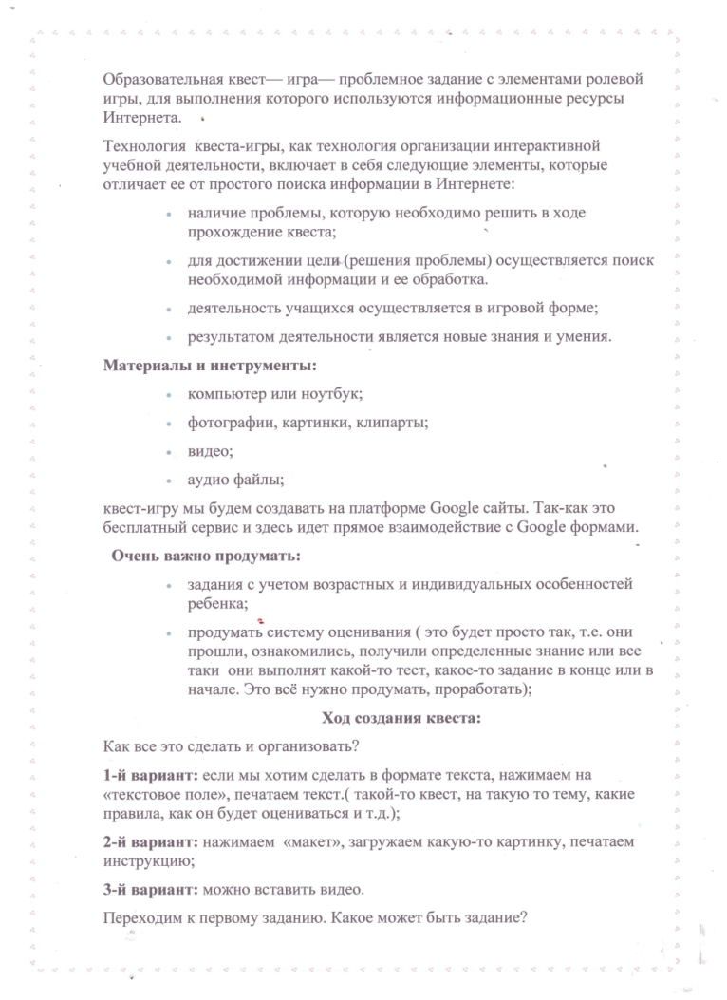 Образовательная квест— игра— проблемное задание с элементами ролевой
игры, для выполнения которого используются информационные ресурсы
Интернета.
Технология квеста-игры, как технология организации интерактивной
учебной деятельности, включает в себя следующие элементы, которые
отличает ее от простого поиска информации в Интернете:
• наличие проблемы, которую необходимо решить в ходе
прохождение квеста;
• для достижении цели (решения проблемы) осуществляется поиск
необходимой информации и ее обработка.
• деятельность учащихся осуществляется в игровой форме;
• результатом деятельности является новые знания и умения.
Материалы и инструменты:
• компьютер или ноутбук;
• фотографии, картинки, клипарты;
• видео;
• аудио файлы;
квест-игру мы будем создавать на платформе Google сайты. Так-как это
бесплатный сервис и здесь идет прямое взаимодействие с Google формами.
Очень важно продумать:
• задания с учетом возрастных и индивидуальных особенностей
ребенка;
• продумать систему оценивания ( это будет просто так, т.е. они
прошли, ознакомились, получили определенные знание или все
таки они выполнят какой-то тест, какое-то задание в конце или в
начале. Это всё нужно продумать, проработать);
Ход создания квеста:
Как все это сделать и организовать?
1-й вариант: если мы хотим сделать в формате текста, нажимаем на
«текстовое поле», печатаем текст.( такой-то квест, на такую то тему, какие
правила, как он будет оцениваться и т.д.);
2-й вариант: нажимаем «макет», загружаем какую-то картинку, печатаем
инструкцию;
3-й вариант: можно вставить видео.
Переходим к первому заданию. Какое может быть задание?